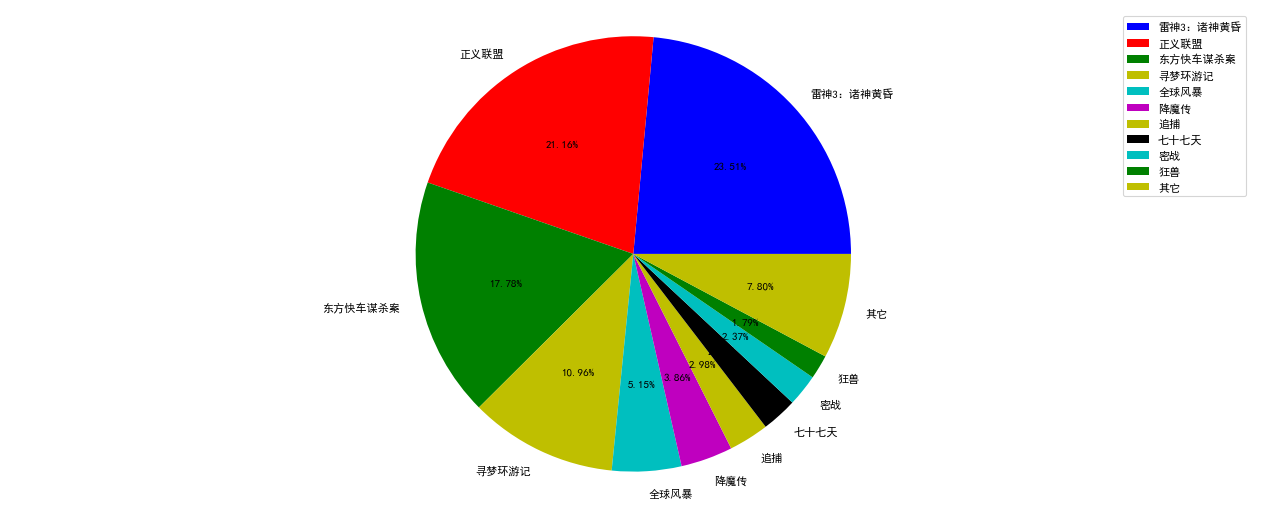 雷神3：诸神黄昏
正义联盟
东方快车谋杀案
寻梦环游记
全球风暴
降魔传
追捕
七十七天
密战
狂兽
其它
正义联盟
雷神3：诸神黄昏
21.16%
23.51%
17.78%
7.80%
东方快车谋杀案
其它
1.79%
2.37%
2.98%
10.96%
3.86%
5.15%
狂兽
密战
七十七天
追捕
寻梦环游记
降魔传
全球风暴